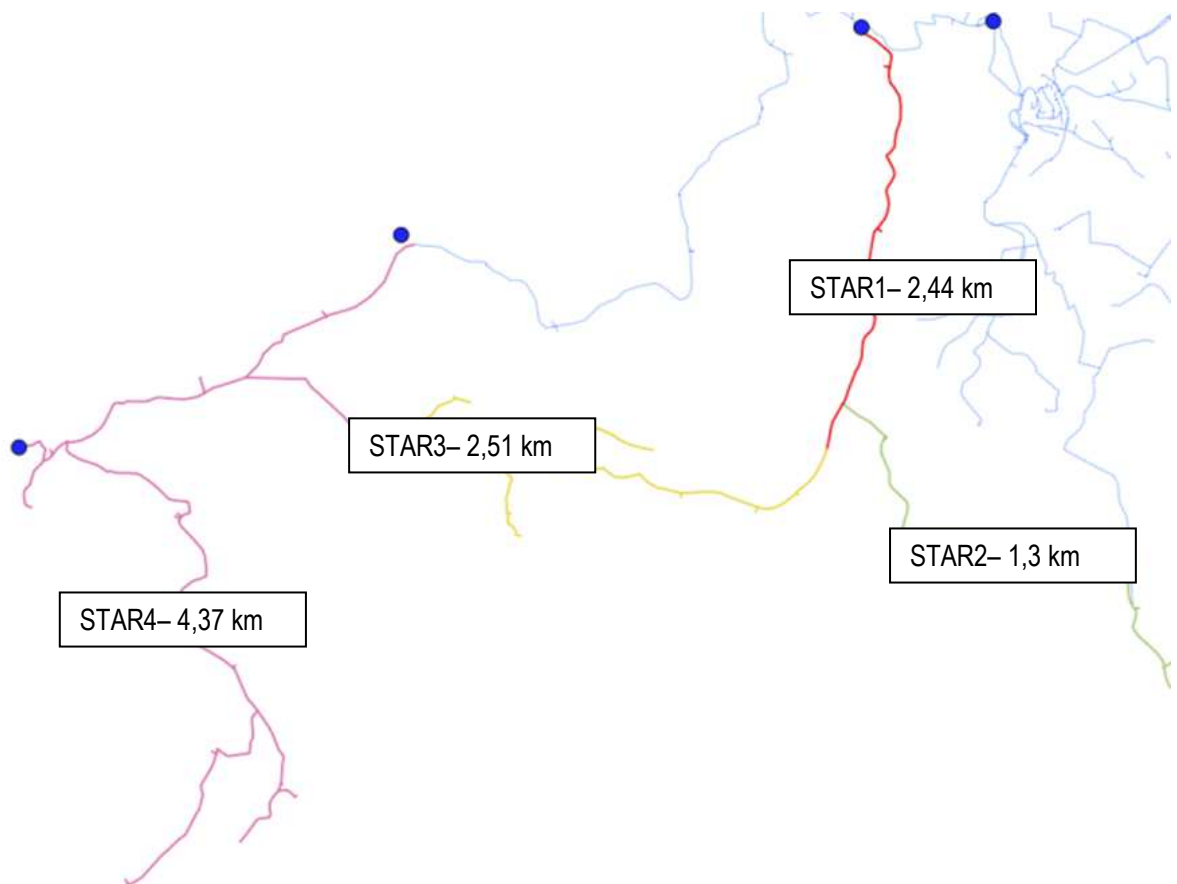 STAR1– 2,44 km
STAR3– 2,51 km
STAR2– 1,3 km
STAR4– 4,37 km